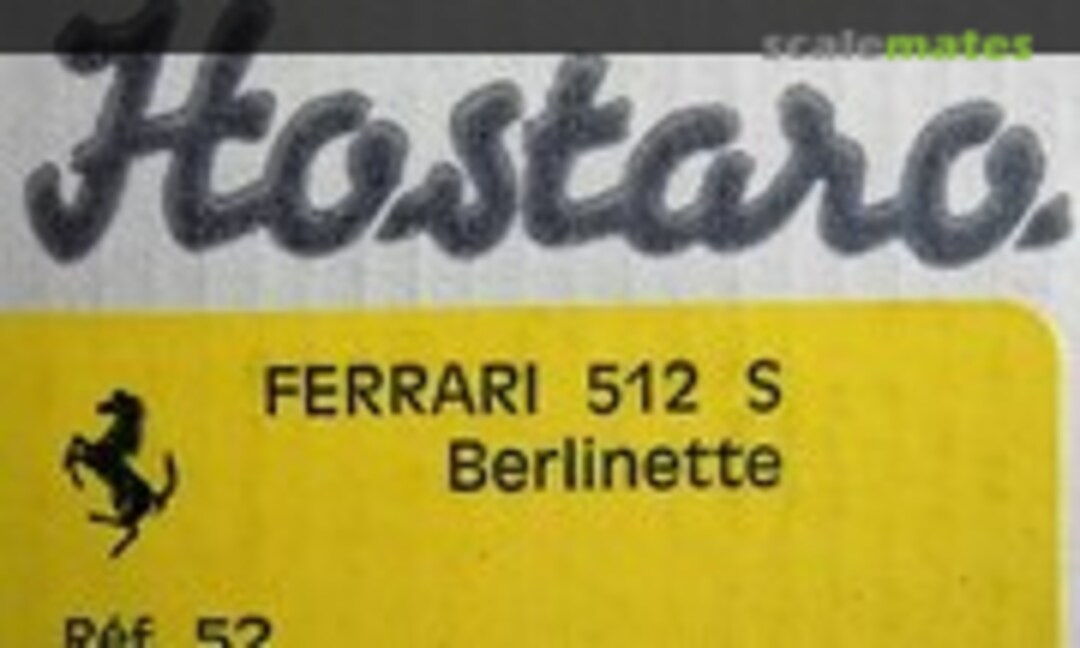 scalemates
Hostaro
FERRARI 512 S
Berlinette
Réf. 52